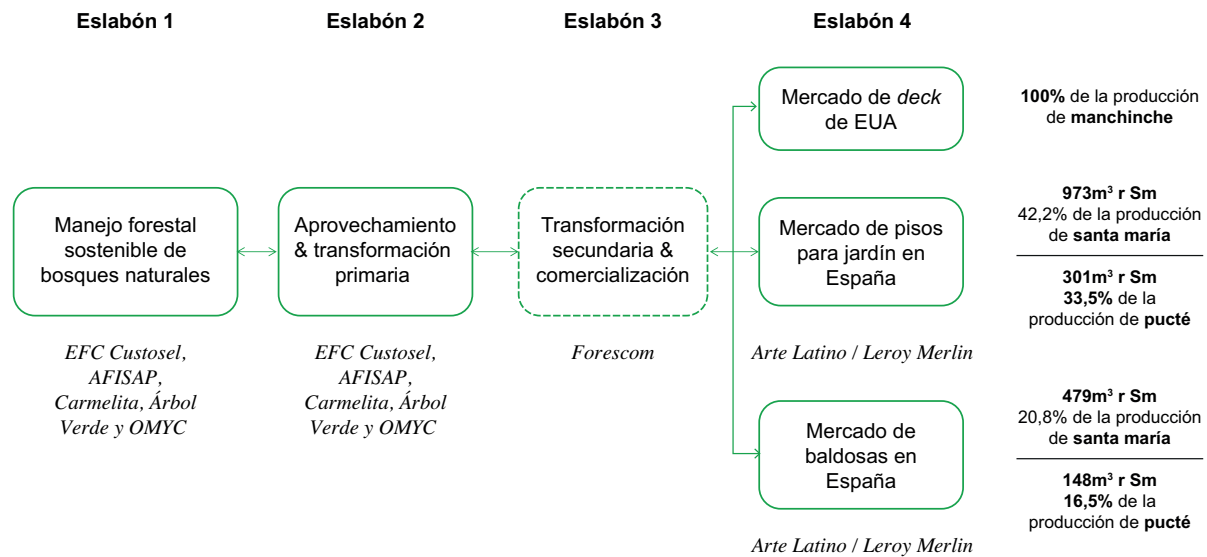 Eslabón 1
Eslabón 2
Eslabón 3
Eslabón 4
Manejo forestal
sostenible de
bosques naturales
EFC Custosel,
AFISAP,
Carmelita, Árbol
Verde y OMYC
Aprovechamiento
& transformación
primaria
EFC Custosel,
AFISAP,
Carmelita, Árbol
Verde y OMYC
Transformación
secundaria &
comercialización
Forescom
Mercado de deck
de EUA
100% de la producción
de manchinche
Mercado de pisos
para jardín en
España
Arte Latino / Leroy Merlin
973m³ r Sm
42,2% de la producción
de santa maría
301m³ r Sm
33,5% de la
producción de pucté
Mercado de
baldosas en
España
Arte Latino / Leroy Merlin
479m³ r Sm
20,8% de la producción
de santa maría
148m³ r Sm
16,5% de la
producción de pucté